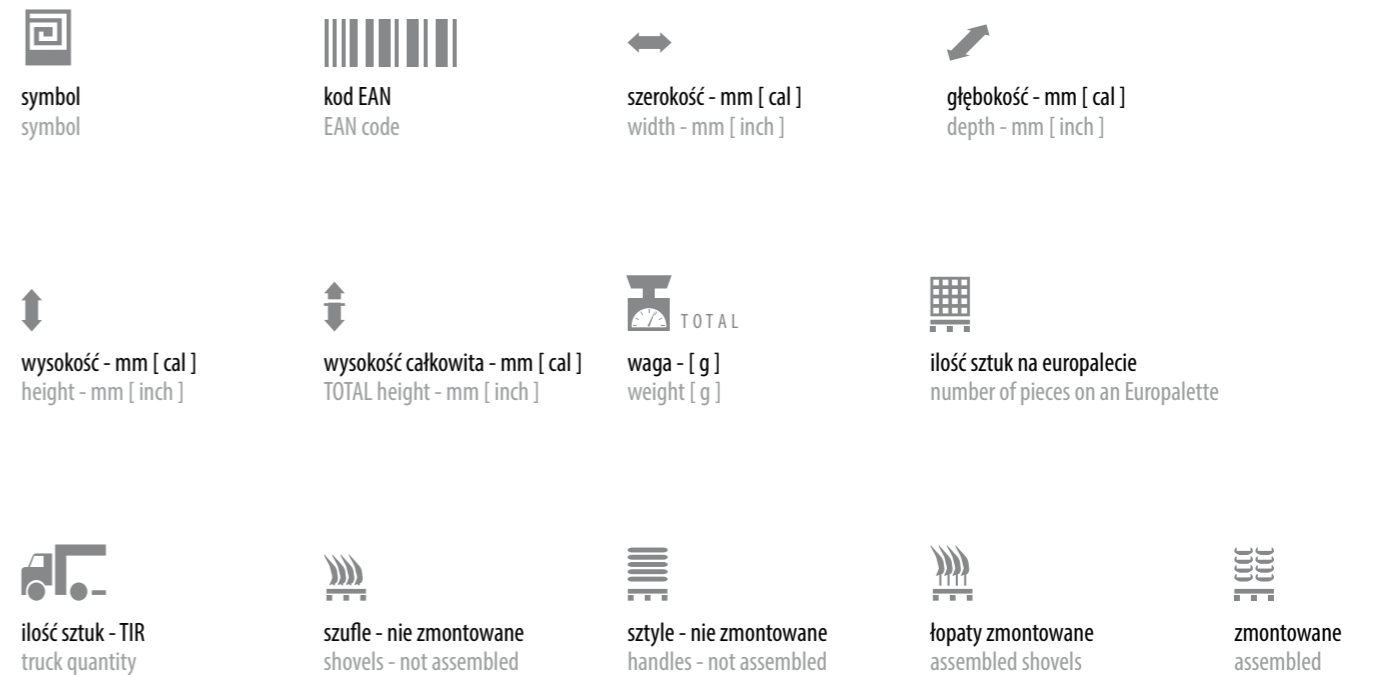 symbol
symbol
kod EAN
EAN code
szerokość - mm [ cal ]
width - mm [ inch ]
głębokość - mm [ cal ]
depth - mm [ inch ]
wysokość - mm [ cal ]
height - mm [ inch ]
wysokość całkowita - mm [ cal ]
TOTAL height - mm [ inch ]
TOTAL
waga - [ g ]
weight [ g ]
ilość sztuk na europalecie
number of pieces on an Europalette
ilość sztuk - TIR
truck quantity
szufle - nie zmontowane
shovels - not assembled
sztyle - nie zmontowane
handles - not assembled
łopaty zmontowane
assembled shovels
zmontowane
assembled